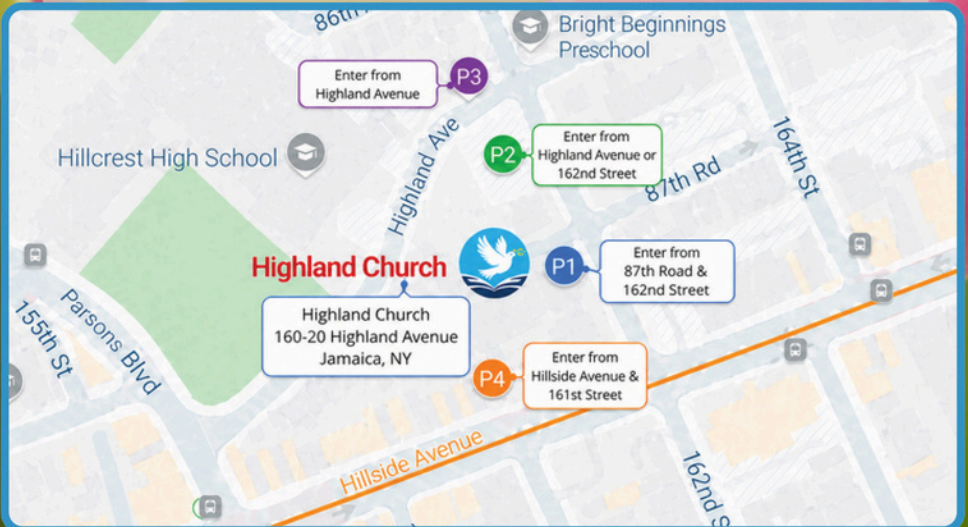 86th
Bright Beginnings
Preschool
Enter from
Highland Avenue
P3
Hillcrest High School
Highland Ave
P2
Enter from
Highland Avenue or
162nd Street
87th Rd
164th St
Highland Church
P1
Enter from
87th Road &
162nd Street
Highland Church
160-20 Highland Avenue
Jamaica, NY
Parsons Blvd
155th St
P4
Enter from
Hillside Avenue &
161st Street
Hillside Avenue
162nd S